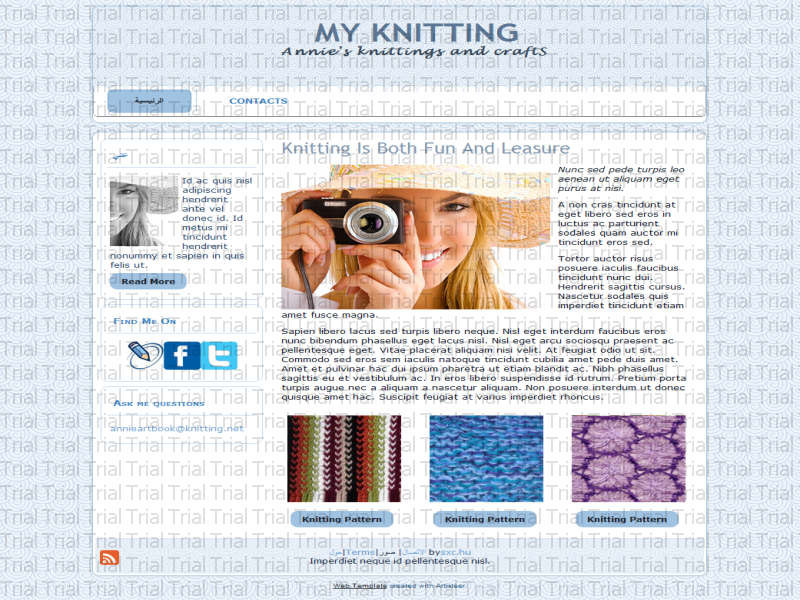 MY KNITTING
Annie's knittings and craftS
الرئيسية
CONTACTS
عني
Id ac quis nisl
adipiscing
hendrerit
ante vel
donec id. Id
metus mi
tincidunt
hendrerit
nonummy et sapien in quis
felis ut.
Read More
Find Me On
Ask me questions
annieartbook@knitting.net
Knitting Is Both Fun And Leasure
Nunc sed pede turpis leo
aenean ut aliquam eget
purus at nisi.
A non cras tincidunt at
eget libero sed eros in
luctus ac parturient
sodales quam auctor mi
tincidunt eros sed.
Tortor auctor risus
posuere iaculis faucibus
tincidunt nunc dui.
Hendrerit sagittis cursus.
Nascetur sodales quis
imperdiet tincidunt etiam
amet fusce magna.
Sapien libero lacus sed turpis libero neque. Nisl eget interdum faucibus eros
nunc bibendum phasellus eget lacus nisl. Nisl eget arcu sociosqu praesent ac
pellentesque eget. Vitae placerat aliquam nisi velit. At feugiat odio ut sit.
Commodo sed eros sem iaculis natoque tincidunt cubilia amet pede duis amet.
Amet et pulvinar hac dui ipsum pharetra ut etiam blandit ac. Nibh phasellus
sagittis eu et vestibulum ac. In eros libero suspendisse id rutrum. Pretium porta
turpis augue nec a aliquam a nascetur aliquam. Non posuere interdum ut donec
quisque amet hac. Suscipit feugiat at varius imperdiet rhoncus.
Knitting Pattern
Knitting Pattern
Knitting Pattern
حول|Terms|صور |الاتصال bysxc.hu
Imperdiet neque id pellentesque nisl.
Web Template created with Artisteer.
Trial